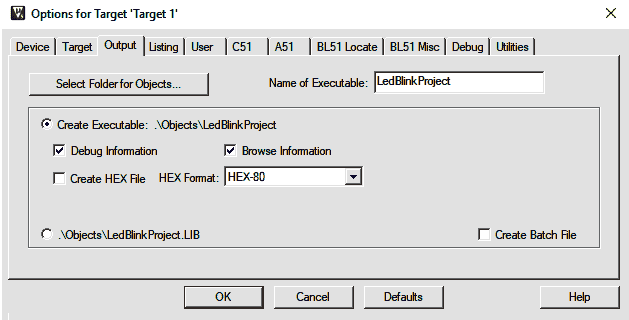 Options for Target 'Target 1'
Device Target Output Listing User C51 A51 BL51 Locate BL51 Misc Debug Utilities
Select Folder for Objects... Name of Executable: LedBlinkProject
Create Executable: .\Objects\LedBlinkProject
Debug Information Browse Information
Create HEX File HEX Format: HEX-80
.\Objects\LedBlinkProject.LIB Create Batch File
OK Cancel Defaults Help